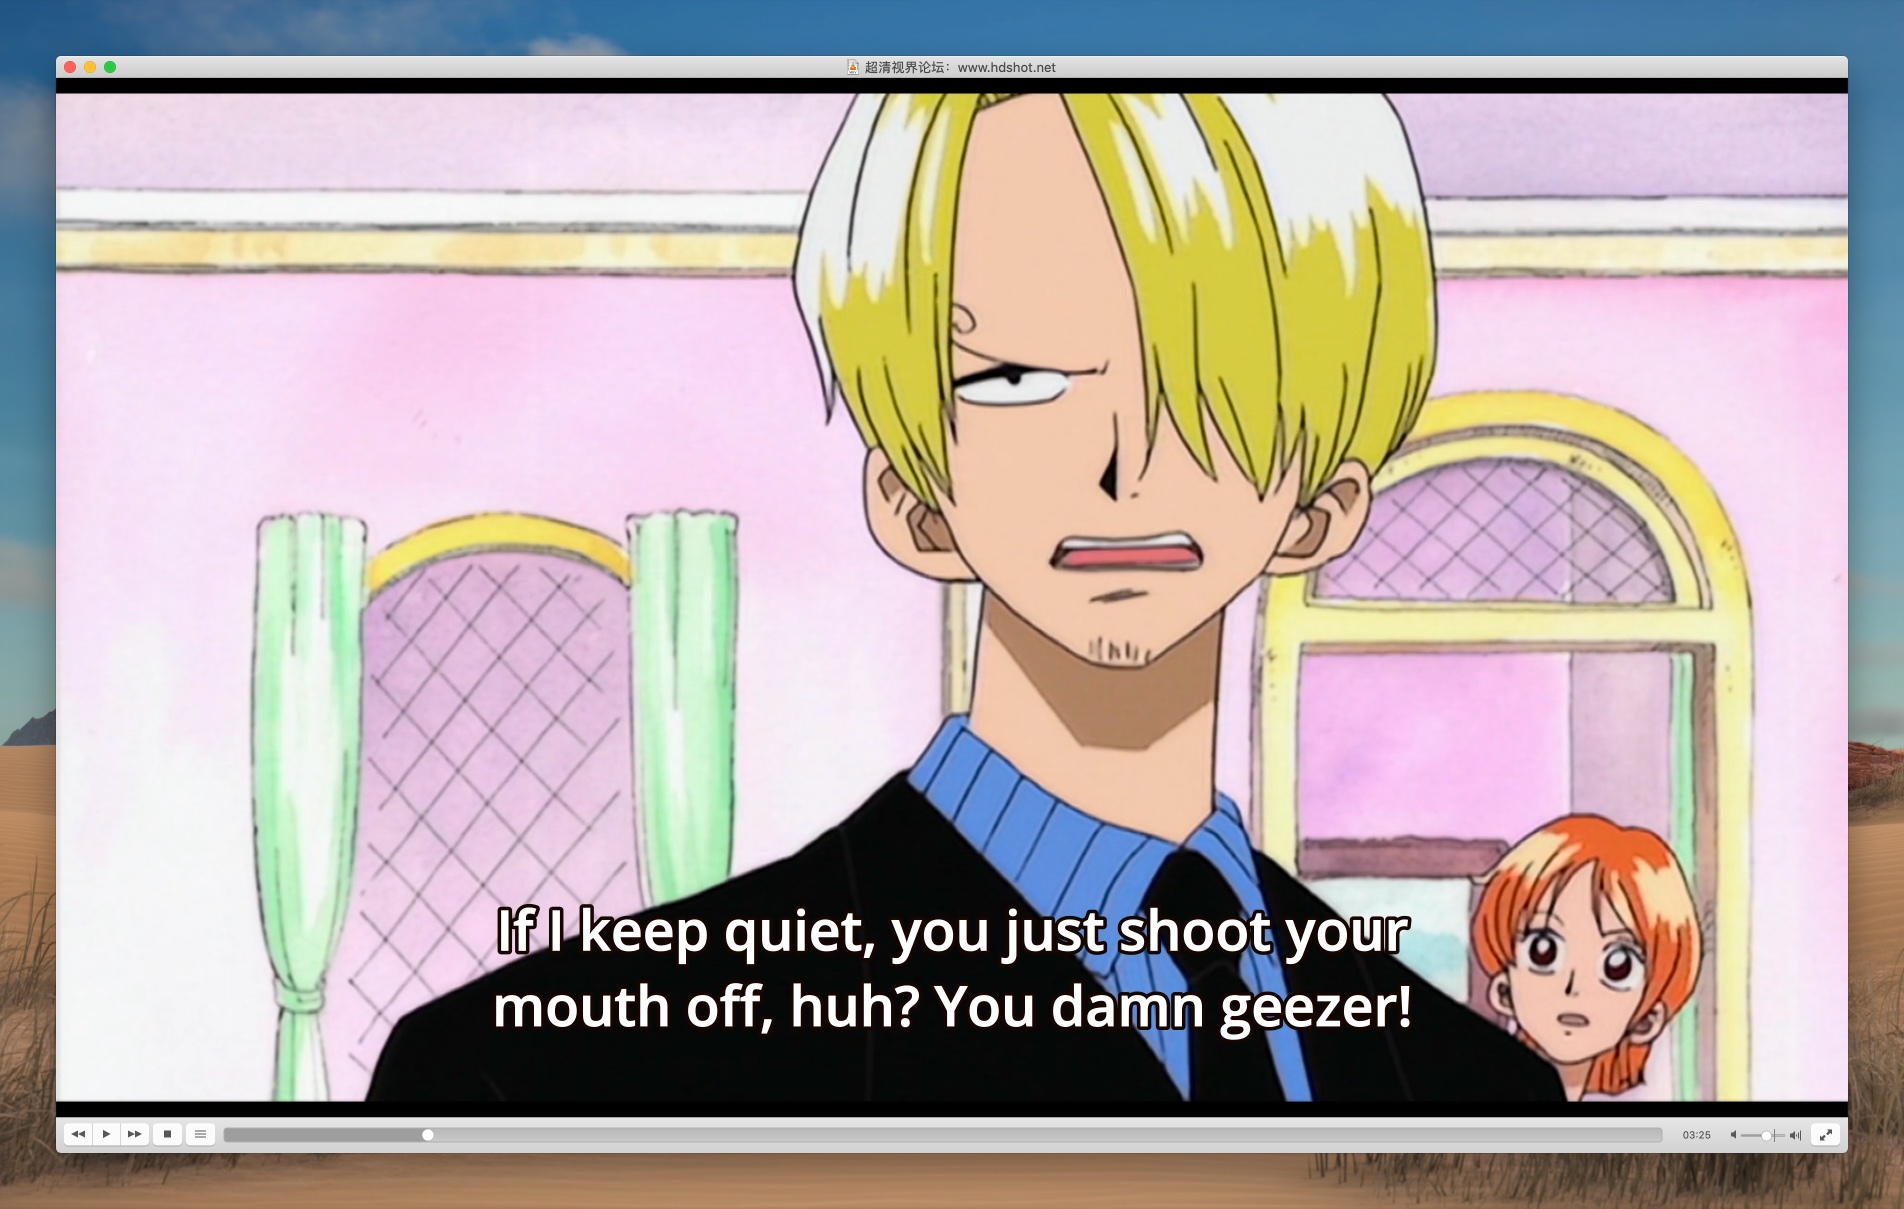 超清视界论坛：www.hdshot.net
If I keep quiet, you just shoot your
mouth off, huh? You damn geezer!
03:25